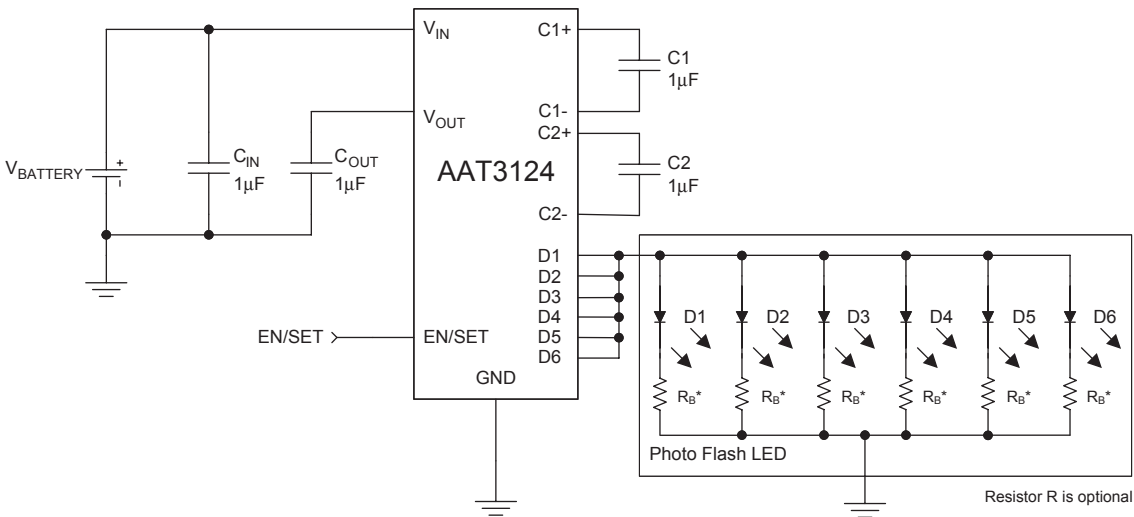 V_IN
C1+
C1
1μF
C1-
V_OUT
C2+
C_IN
1μF
C_OUT
1μF
AAT3124
C2
1μF
V_BATTERY
+
-
C2-
D1
D2
D3
D4
D5
D6
EN/SET
EN/SET
GND
D1
D2
D3
D4
D5
D6
R_B*
R_B*
R_B*
R_B*
R_B*
R_B*
Photo Flash LED
Resistor R is optional